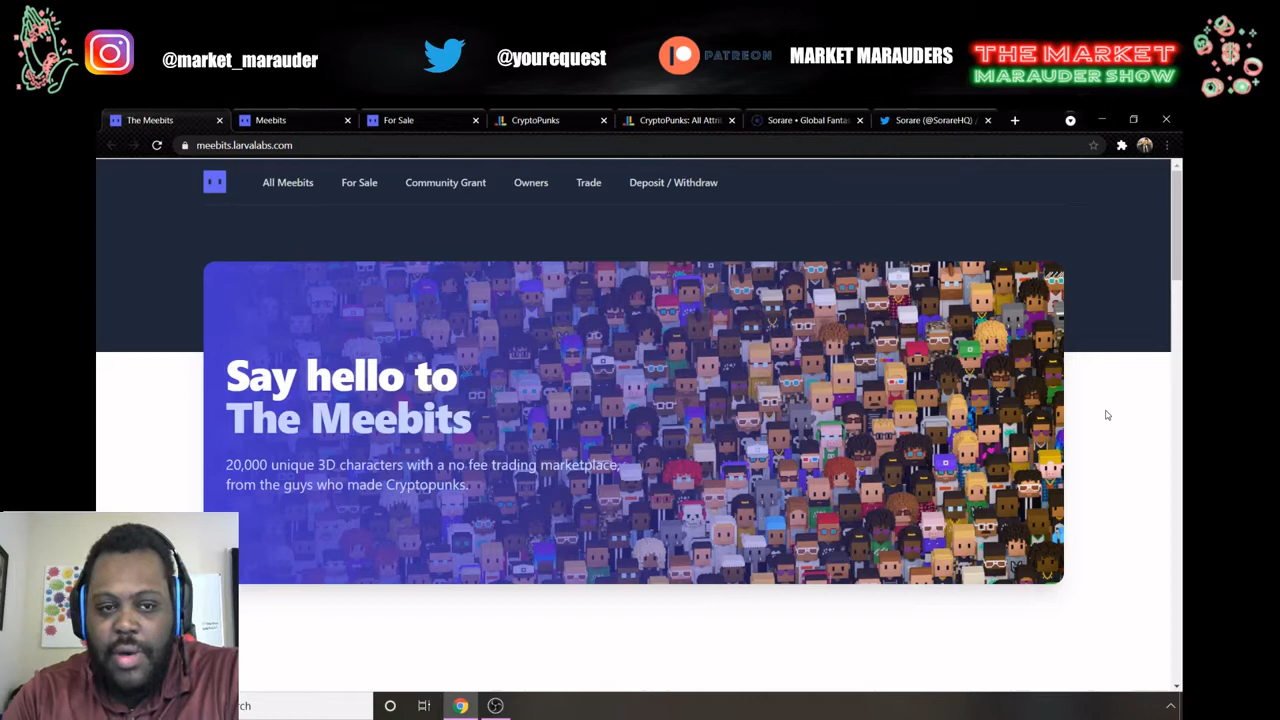 @market_marauder
@yourequest
PATREON
MARKET MARAUDERS
THE MARKET
MARAUDER SHOW
The Meebits
Meebits
For Sale
CryptoPunks
CryptoPunks: All Attri
Sorare • Global Fanta
Sorare (@SorareHQ)
meebits.larvalabs.com
All Meebits
For Sale
Community Grant
Owners
Trade
Deposit / Withdraw
Say hello to
The Meebits
20,000 unique 3D characters with a no fee trading marketplace,
from the guys who made Cryptopunks.
rch